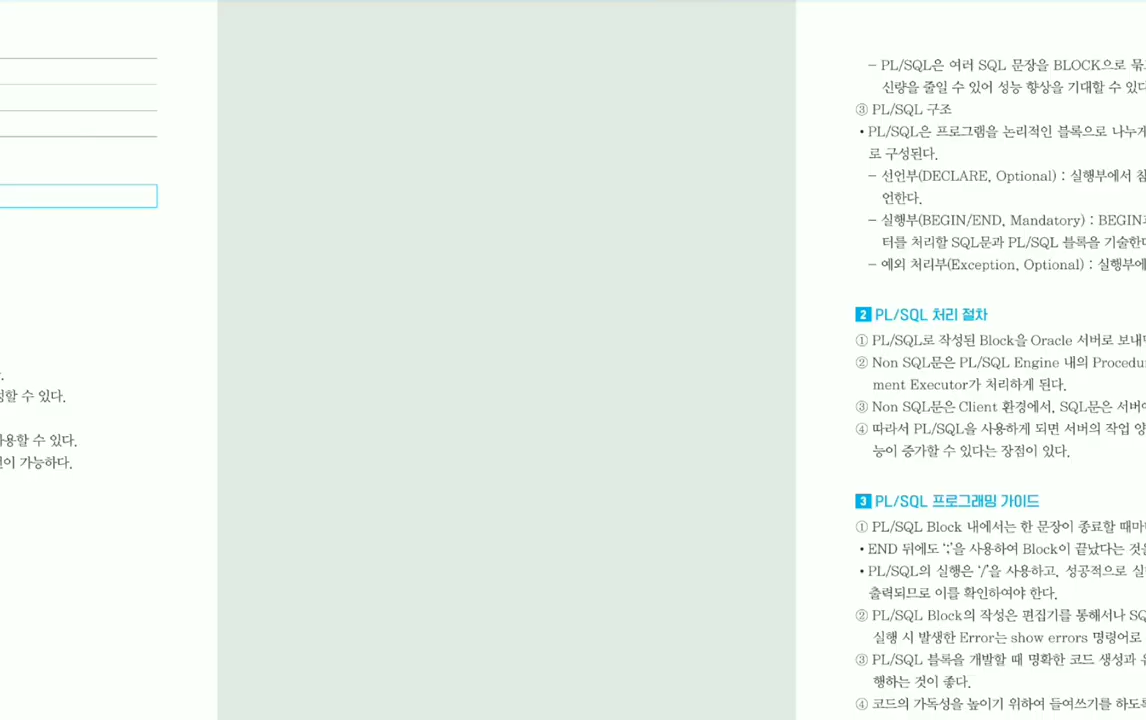 할 수 있다.
용할 수 있다.
이 가능하다.
- PL/SQL은 여러 SQL 문장을 BLOCK으로
신량을 줄일 수 있어 성능 향상을 기대할 수 있다
③ PL/SQL 구조
• PL/SQL은 프로그램을 논리적인 블록으로 나누게
로 구성된다.
- 선언부(DECLARE, Optional) : 실행부에서
언한다.
- 실행부(BEGIN/END, Mandatory) : BEGIN
터를 처리할 SQL문과 PL/SQL 블록을 기술한다
- 예외 처리부(Exception, Optional) : 실행부에
2 PL/SQL 처리 절차
① PL/SQL로 작성된 Block을 Oracle 서버로
② Non SQL문은 PL/SQL Engine 내의
ment Executor가 처리하게 된다.
③ Non SQL문은 Client 환경에서, SQL문은
④ 따라서 PL/SQL을 사용하게 되면 서버의 작업
능이 증가할 수 있다는 장점이 있다.
3 PL/SQL 프로그래밍 가이드
① PL/SQL Block 내에서는 한 문장이 종료할
• END 뒤에도 ';'을 사용하여 Block이 끝났다는
• PL/SQL의 실행은 '/'을 사용하고, 성공적으로
출력되므로 이를 확인하여야 한다.
② PL/SQL Block의 작성은 편집기를 통해서나
실행 시 발생한 Error는 show errors 명령어로
③ PL/SQL 블록을 개발할 때 명확한 코드 생성과
행하는 것이 좋다.
④ 코드의 가독성을 높이기 위하여 들여쓰기를